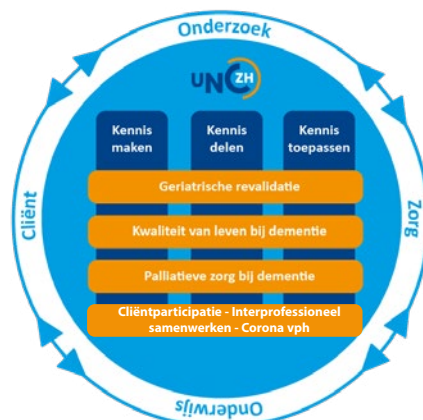 Onderzoek
UNC ZH
Kennis maken
Kennis delen
Kennis toepassen
Geriatrische revalidatie
Kwaliteit van leven bij dementie
Palliatieve zorg bij dementie
Cliëntparticipatie - Interprofessioneel
samenwerken - Corona vph
Cliënt
Zorg
Onderwijs